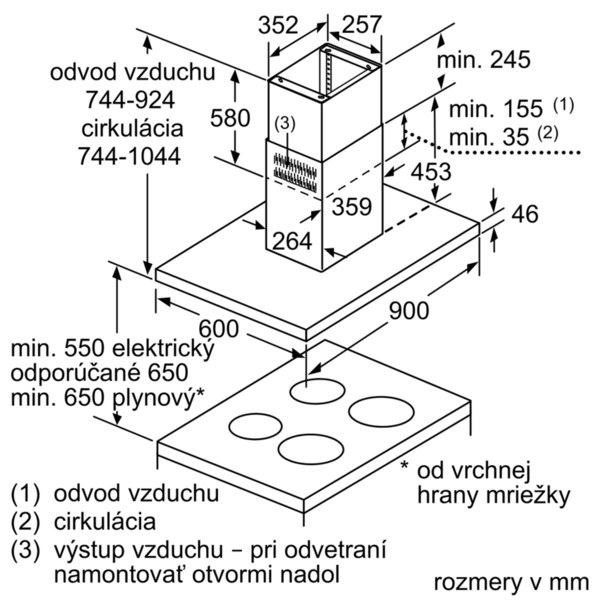 352
257
odvod vzduchu
744-924
cirkulácia
744-1044
580
(3)
min. 245
min. 155 (1)
min. 35 (2)
453
359
264
46
600
900
min. 550 elektrický
odporúčané 650
min. 650 plynový*
* od vrchnej
hrany mriežky
(1) odvod vzduchu
(2) cirkulácia
(3) výstup vzduchu – pri odvetraní
namontovať otvormi nadol
rozmery v mm